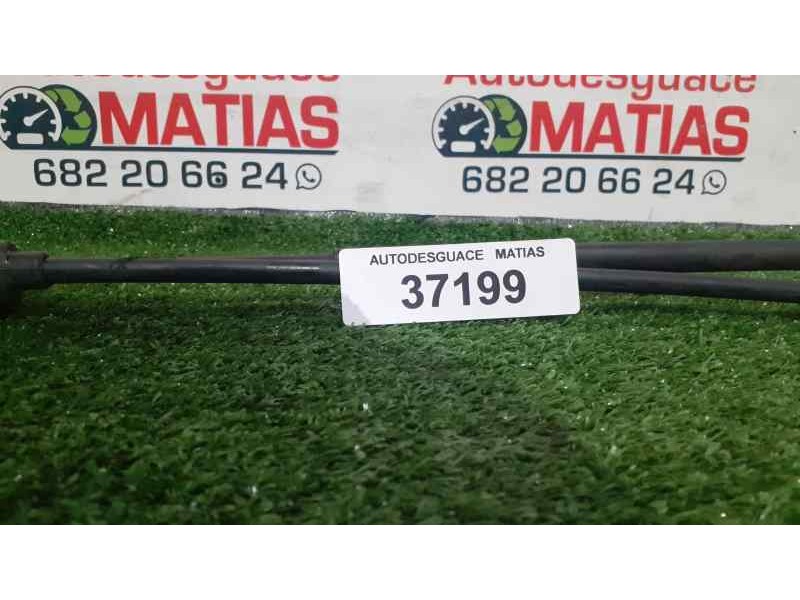 Autodesguace
MATIAS
682 20 66 24
Autodesguace
MATIAS
682 20 66 24
AUTODESGUACE MATIAS
37199